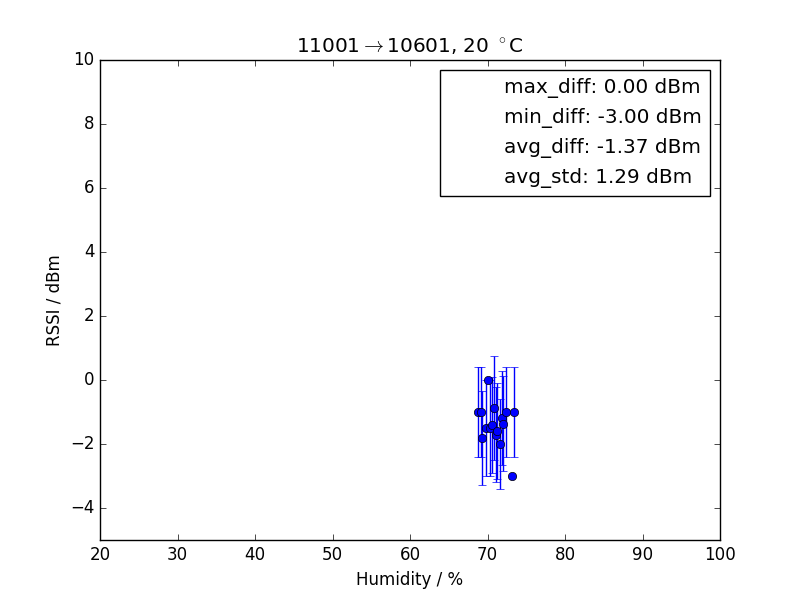 11001→10601, 20 °C
max_diff: 0.00 dBm
min_diff: -3.00 dBm
avg_diff: -1.37 dBm
avg_std: 1.29 dBm
10
8
6
4
2
0
−2
−4
RSSI / dBm
20 30 40 50 60 70 80 90 100
Humidity / %